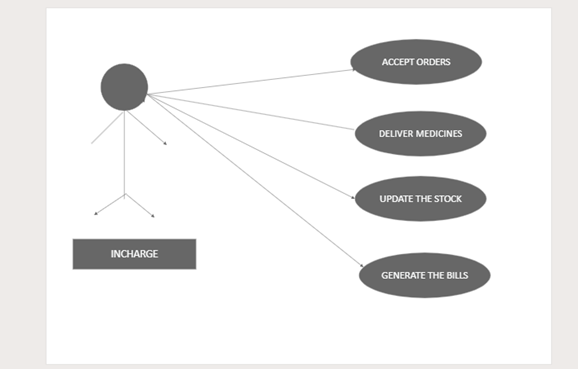 ACCEPT ORDERS
DELIVER MEDICINES
UPDATE THE STOCK
INCHARGE
GENERATE THE BILLS